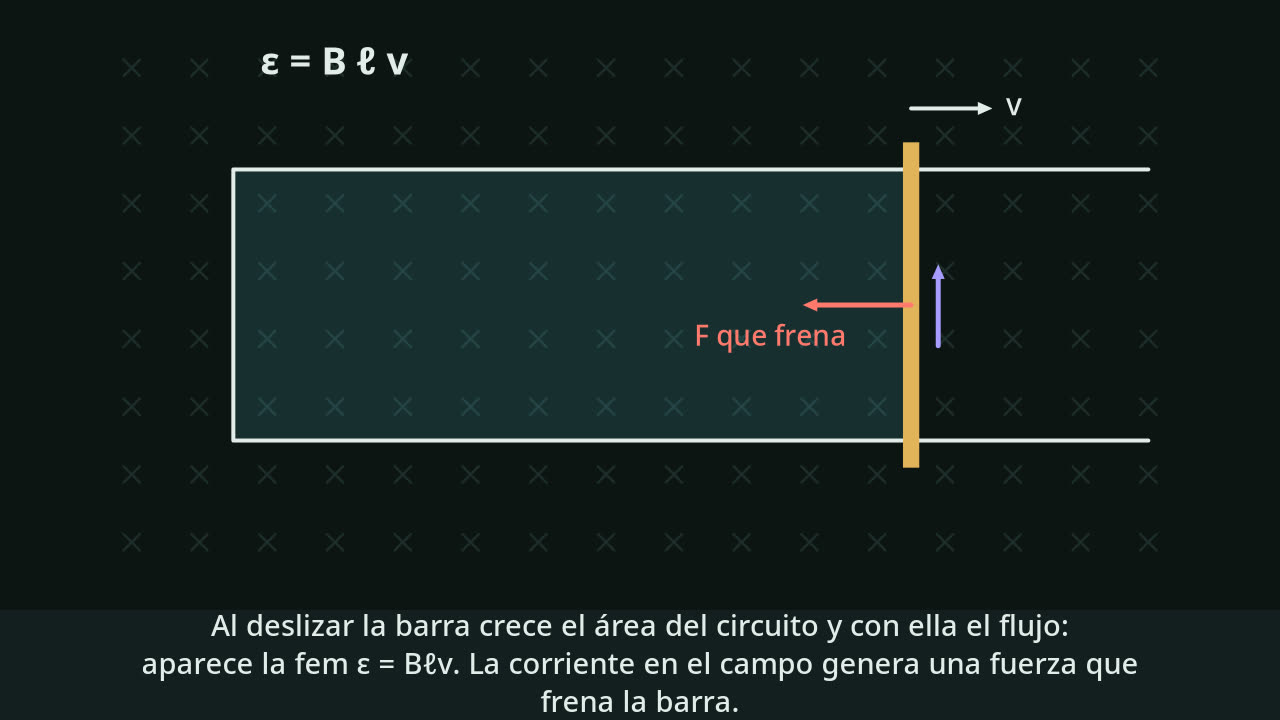 ε = B ℓ v
v
F que frena
Al deslizar la barra crece el área del circuito y con ella el flujo:
aparece la fem ε = Bℓv. La corriente en el campo genera una fuerza que
frena la barra.